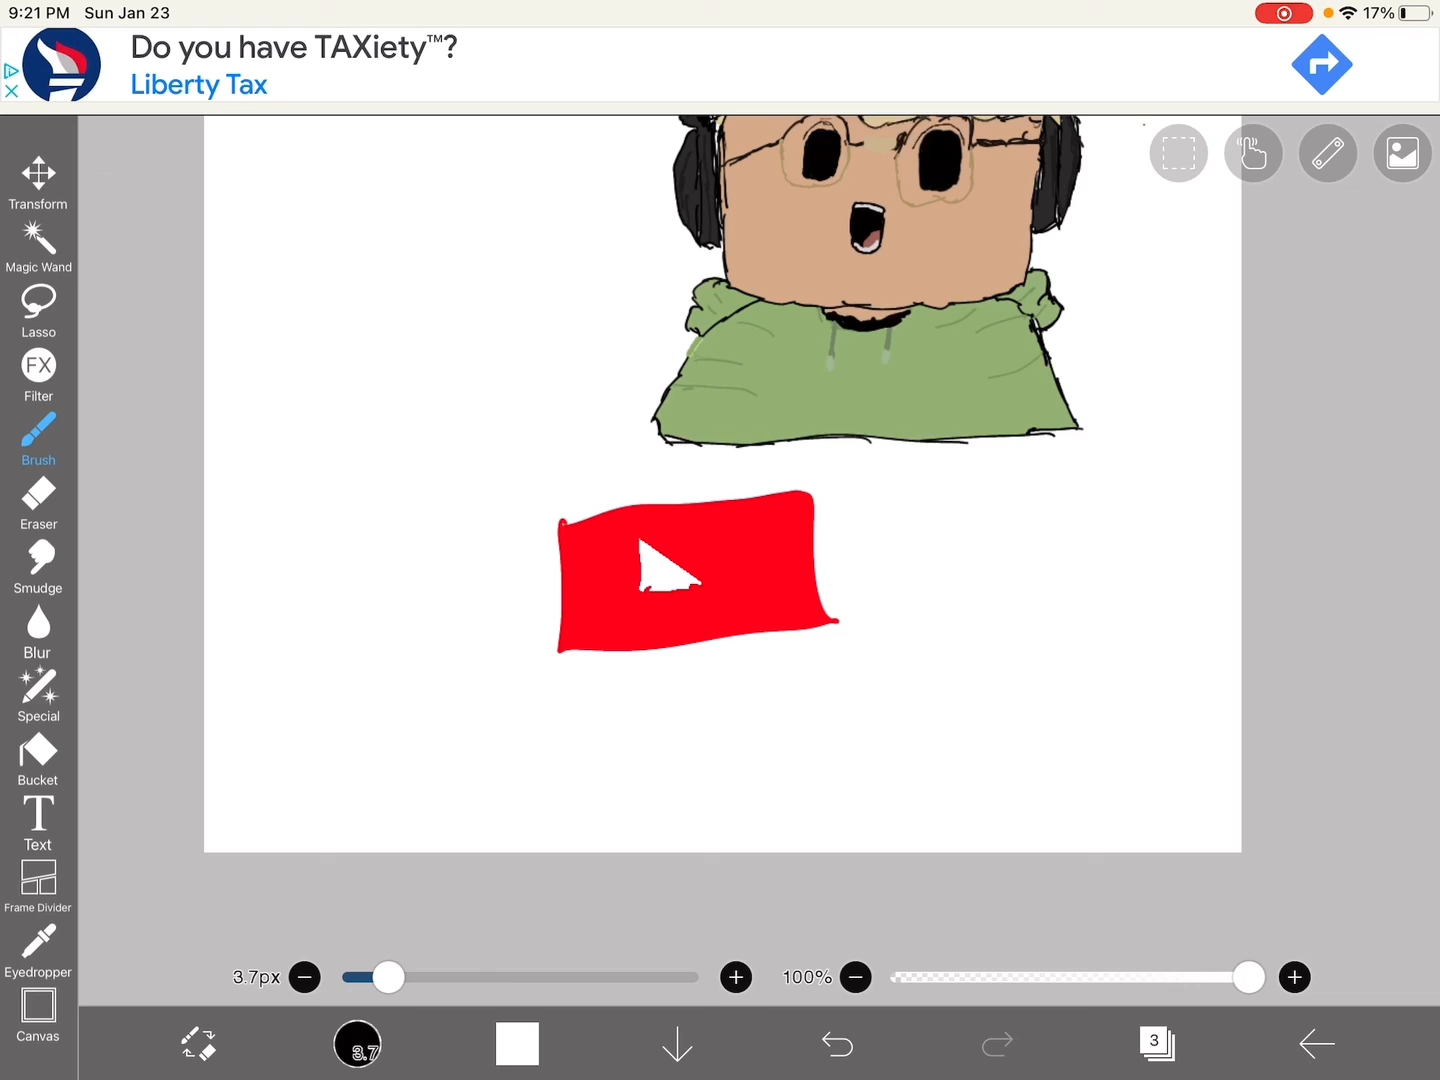 9:21 PM Sun Jan 23
17%
Do you have TAXiety™?
Liberty Tax
Transform
Magic Wand
Lasso
FX
Filter
Brush
Eraser
Smudge
Blur
Special
Bucket
T
Text
Frame Divider
Eyedropper
Canvas
3.7px
100%
3.7
3